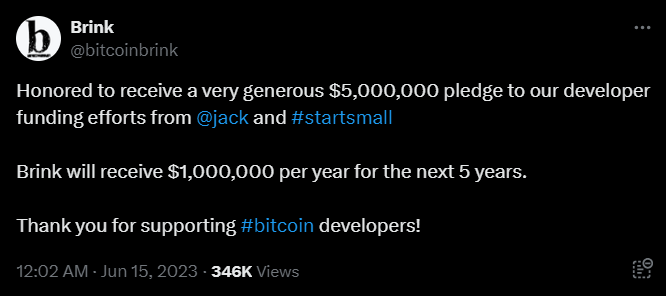 Brink
@bitcoinbrink
Honored to receive a very generous $5,000,000 pledge to our developer
funding efforts from @jack and #startsmall
Brink will receive $1,000,000 per year for the next 5 years.
Thank you for supporting #bitcoin developers!
12:02 AM · Jun 15, 2023 · 346K Views